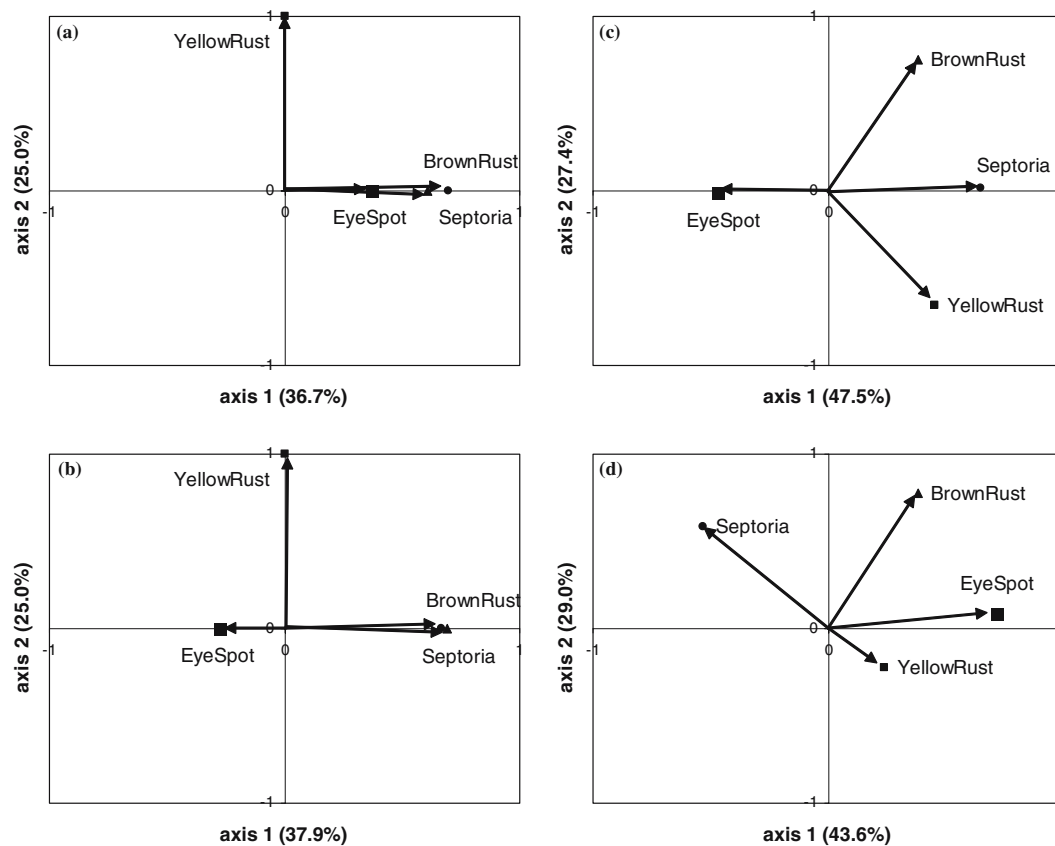 (a)
1
YellowRust
BrownRust
-1
0
0
EyeSpot
Septoria
1
-1
axis 2 (25.0%)
axis 1 (36.7%)
(c)
1
BrownRust
Septoria
-1
0
0
EyeSpot
YellowRust
-1
axis 2 (27.4%)
axis 1 (47.5%)
(b)
1
YellowRust
BrownRust
-1
0
0
EyeSpot
Septoria
1
-1
axis 2 (25.0%)
axis 1 (37.9%)
(d)
1
BrownRust
Septoria
EyeSpot
-1
0
0
YellowRust
-1
axis 2 (29.0%)
axis 1 (43.6%)